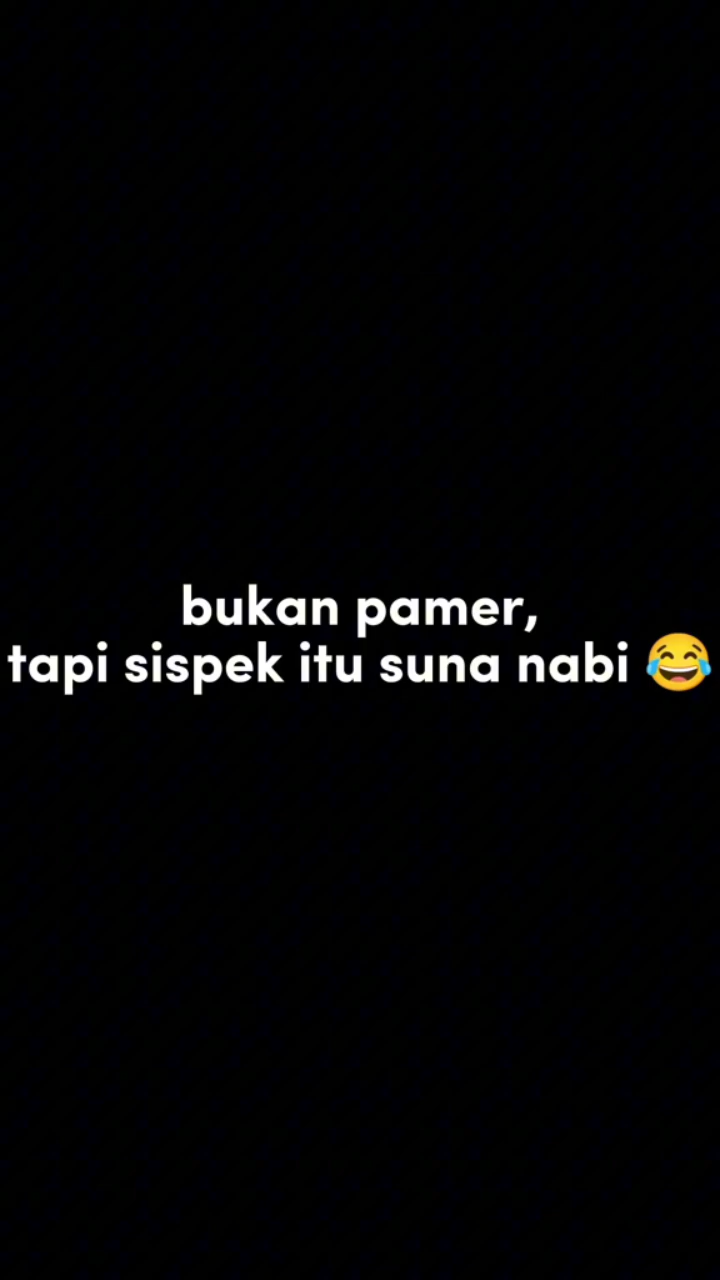 bukan pamer,
tapi sispek itu suna nabi 😂